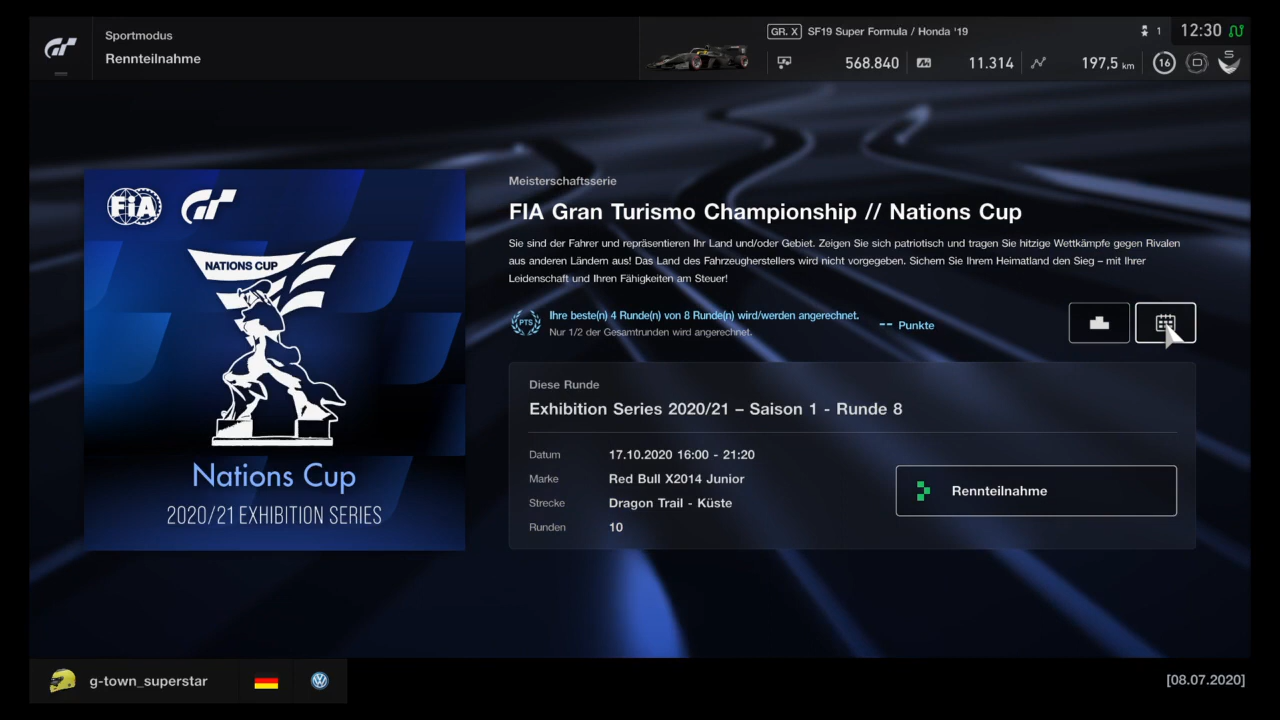 Sportmodus
Rennteilnahme
GR. X SF19 Super Formula / Honda '19
1 12:30
568.840 11.314 197,5 km 16 S
FIA GT
NATIONS CUP
Nations Cup
2020/21 EXHIBITION SERIES
Meisterschaftsserie
FIA Gran Turismo Championship // Nations Cup
Sie sind der Fahrer und repräsentieren Ihr Land und/oder Gebiet. Zeigen Sie sich patriotisch und tragen Sie hitzige Wettkämpfe gegen Rivalen
aus anderen Ländern aus! Das Land des Fahrzeugherstellers wird nicht vorgegeben. Sichern Sie Ihrem Heimatland den Sieg – mit Ihrer
Leidenschaft und Ihren Fähigkeiten am Steuer!
PTS Ihre beste(n) 4 Runde(n) von 8 Runde(n) wird/werden angerechnet.
Nur 1/2 der Gesamtrunden wird angerechnet.
-- Punkte
Diese Runde
Exhibition Series 2020/21 – Saison 1 - Runde 8
Datum 17.10.2020 16:00 - 21:20
Marke Red Bull X2014 Junior
Strecke Dragon Trail - Küste
Runden 10
Rennteilnahme
g-town_superstar
[08.07.2020]